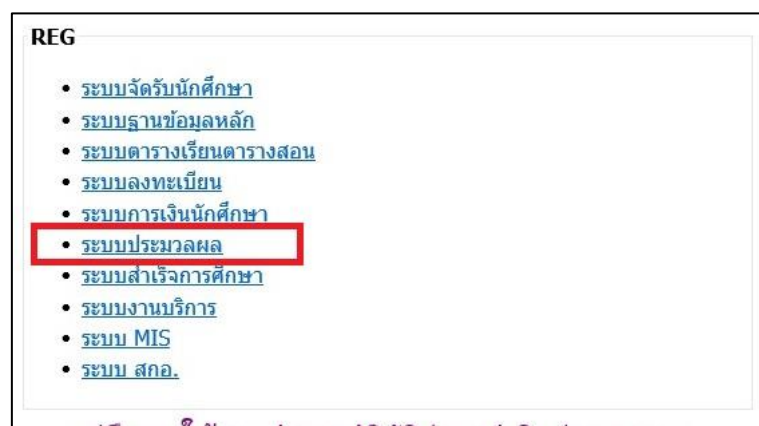 REG
• ระบบจัดรับนักศึกษา
• ระบบฐานข้อมูลหลัก
• ระบบตารางเรียนตารางสอน
• ระบบลงทะเบียน
• ระบบการเงินนักศึกษา
• ระบบประมวลผล
• ระบบสำเร็จการศึกษา
• ระบบงานบริการ
• ระบบ MIS
• ระบบ สกอ.